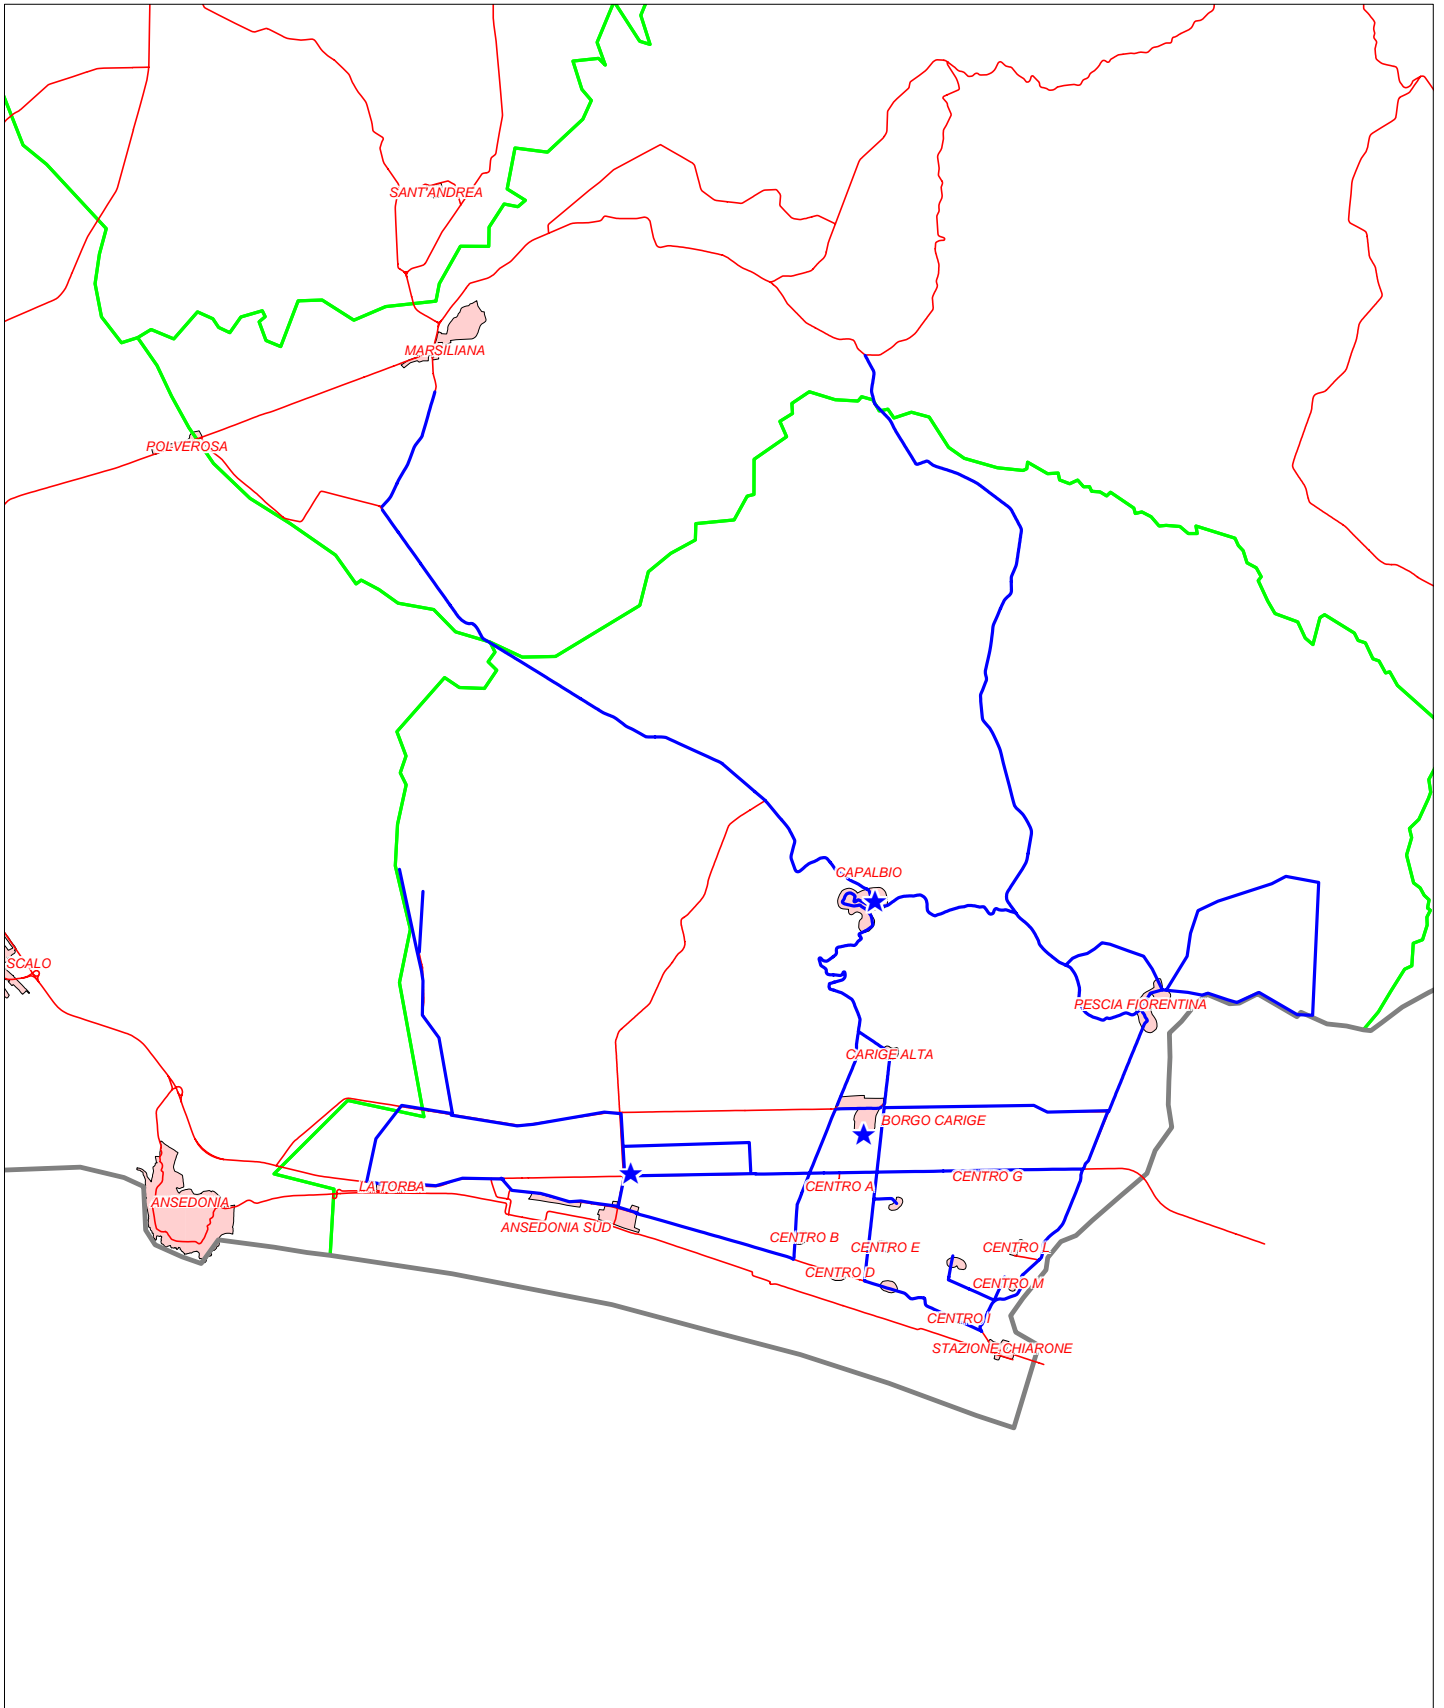 SANT'ANDREA
MARSILIANA
POLVEROSA
CAPALBIO
SCALO
PESCIA FIORENTINA
CARIGE ALTA
BORGO CARIGE
CENTRO G
CENTRO A
LA TORBA
ANSEDONIA
ANSEDONIA SUD
CENTRO B
CENTRO E
CENTRO L
CENTRO D
CENTRO M
CENTRO I
STAZIONE CHIARONE